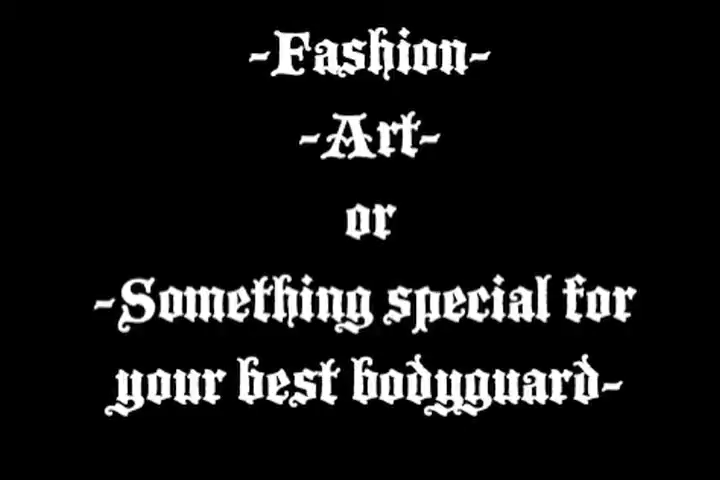 -Fashion-
-Art-
or
-Something special for
your best bodyguard-